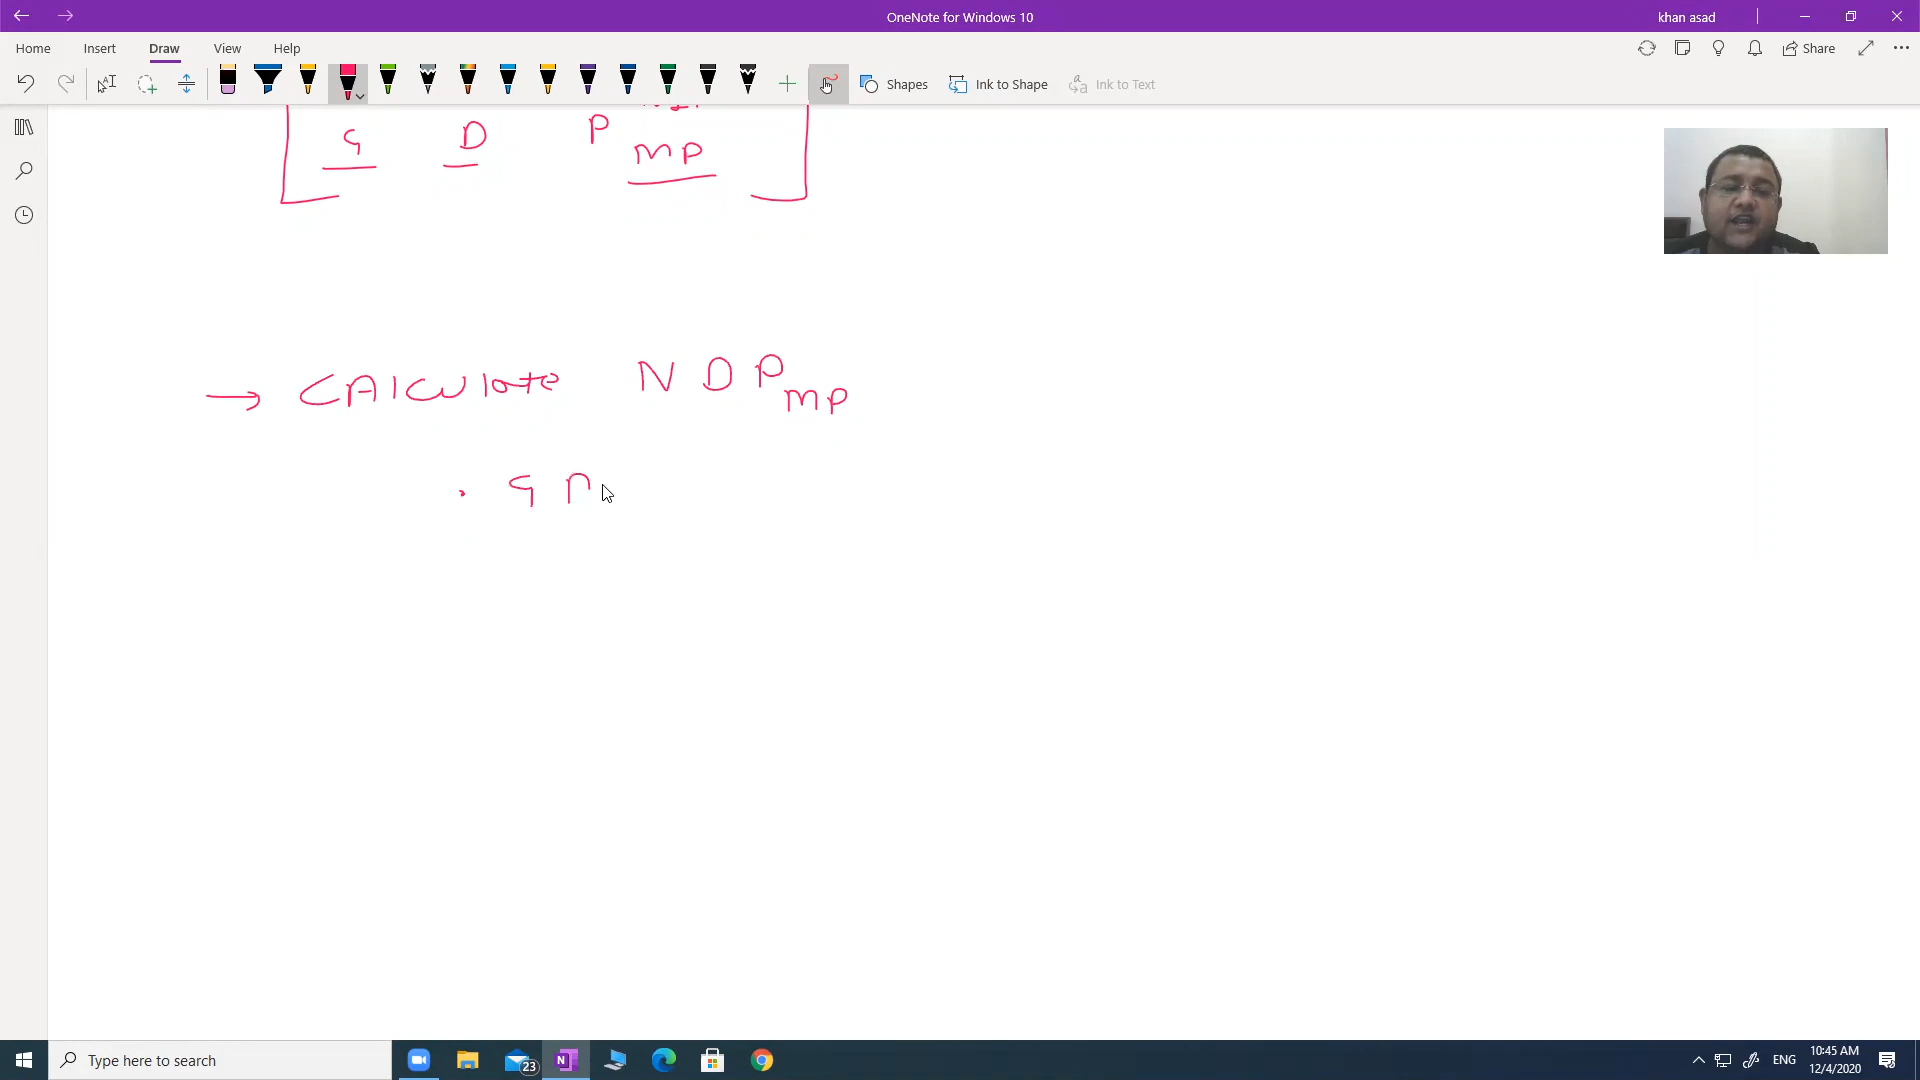 OneNote for Windows 10
khan asad
Home Insert Draw View Help
Share
Shapes
Ink to Shape
Ink to Text
G D P MP
→ CAlculate NDP MP
. G
Type here to search
23
ENG
10:45 AM
12/4/2020